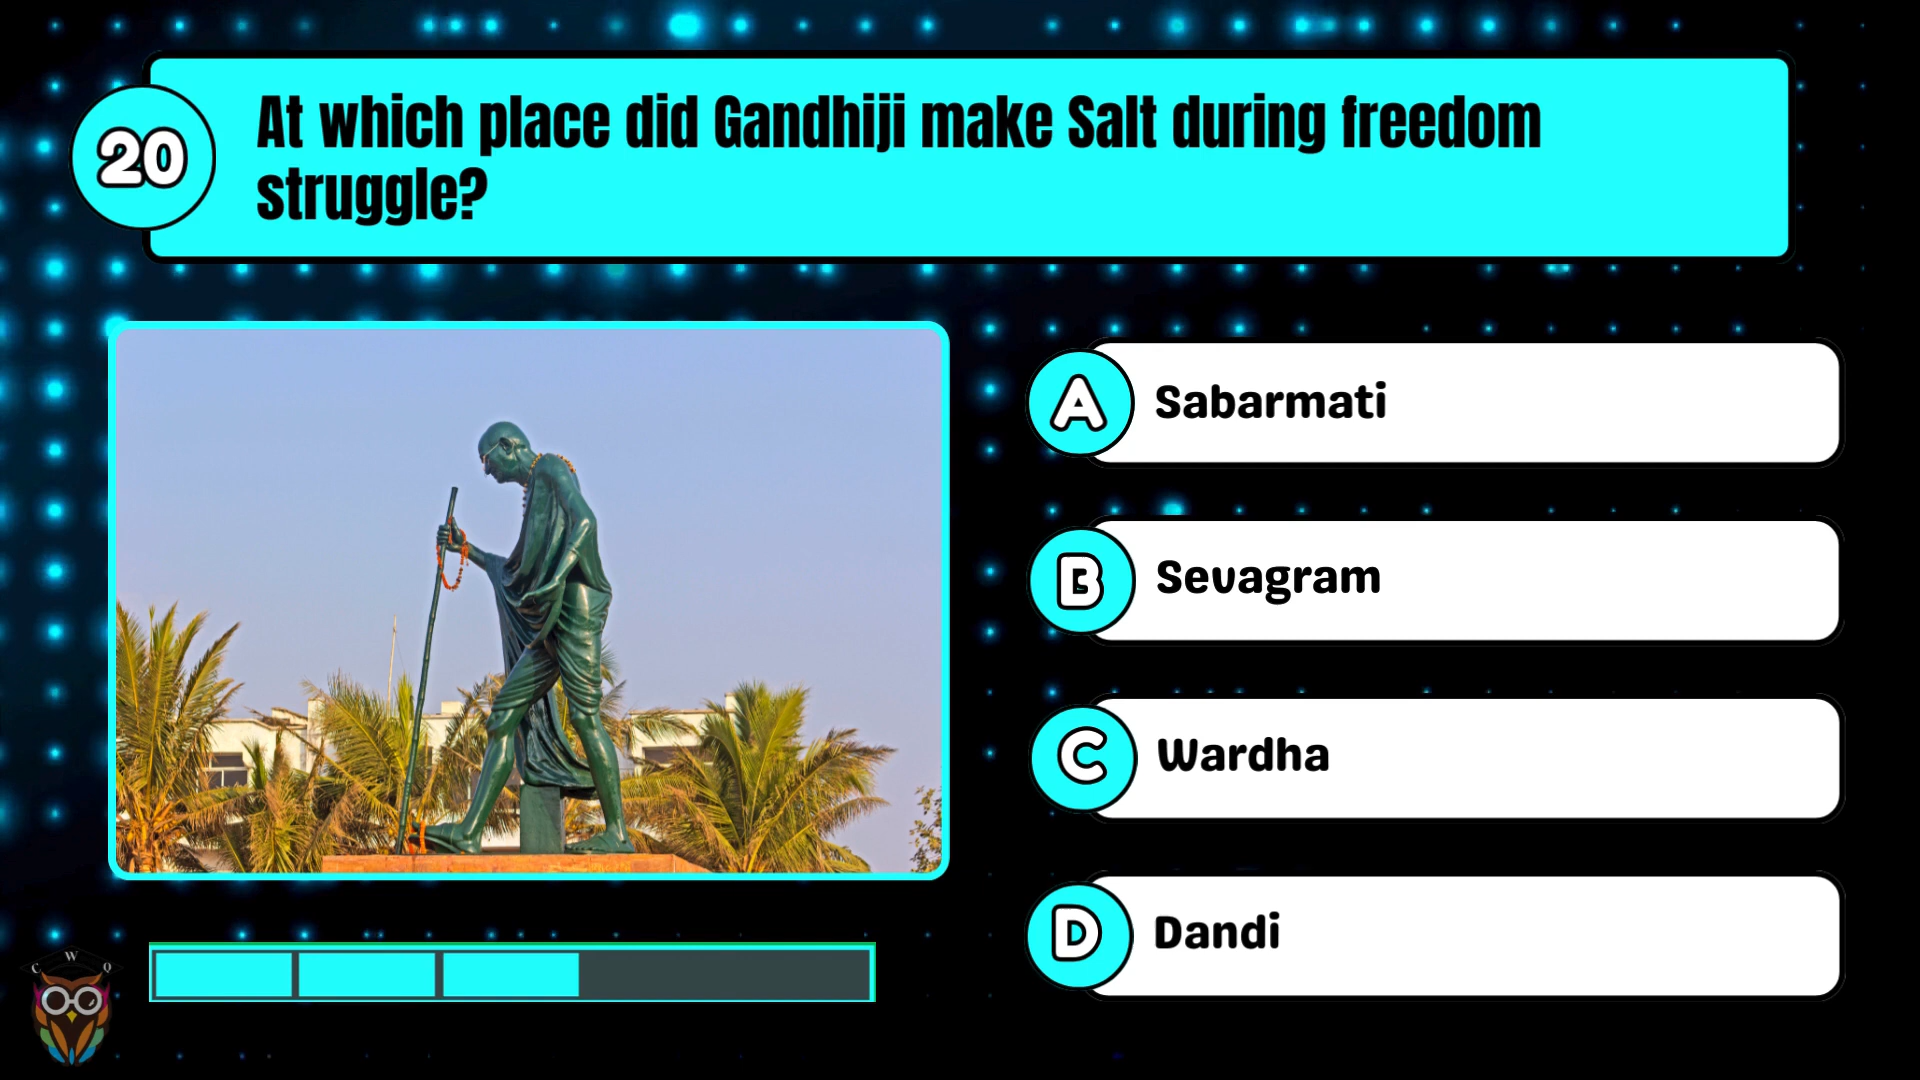 20
At which place did Gandhiji make Salt during freedom
struggle?
A Sabarmati
B Sevagram
C Wardha
D Dandi
C W Q